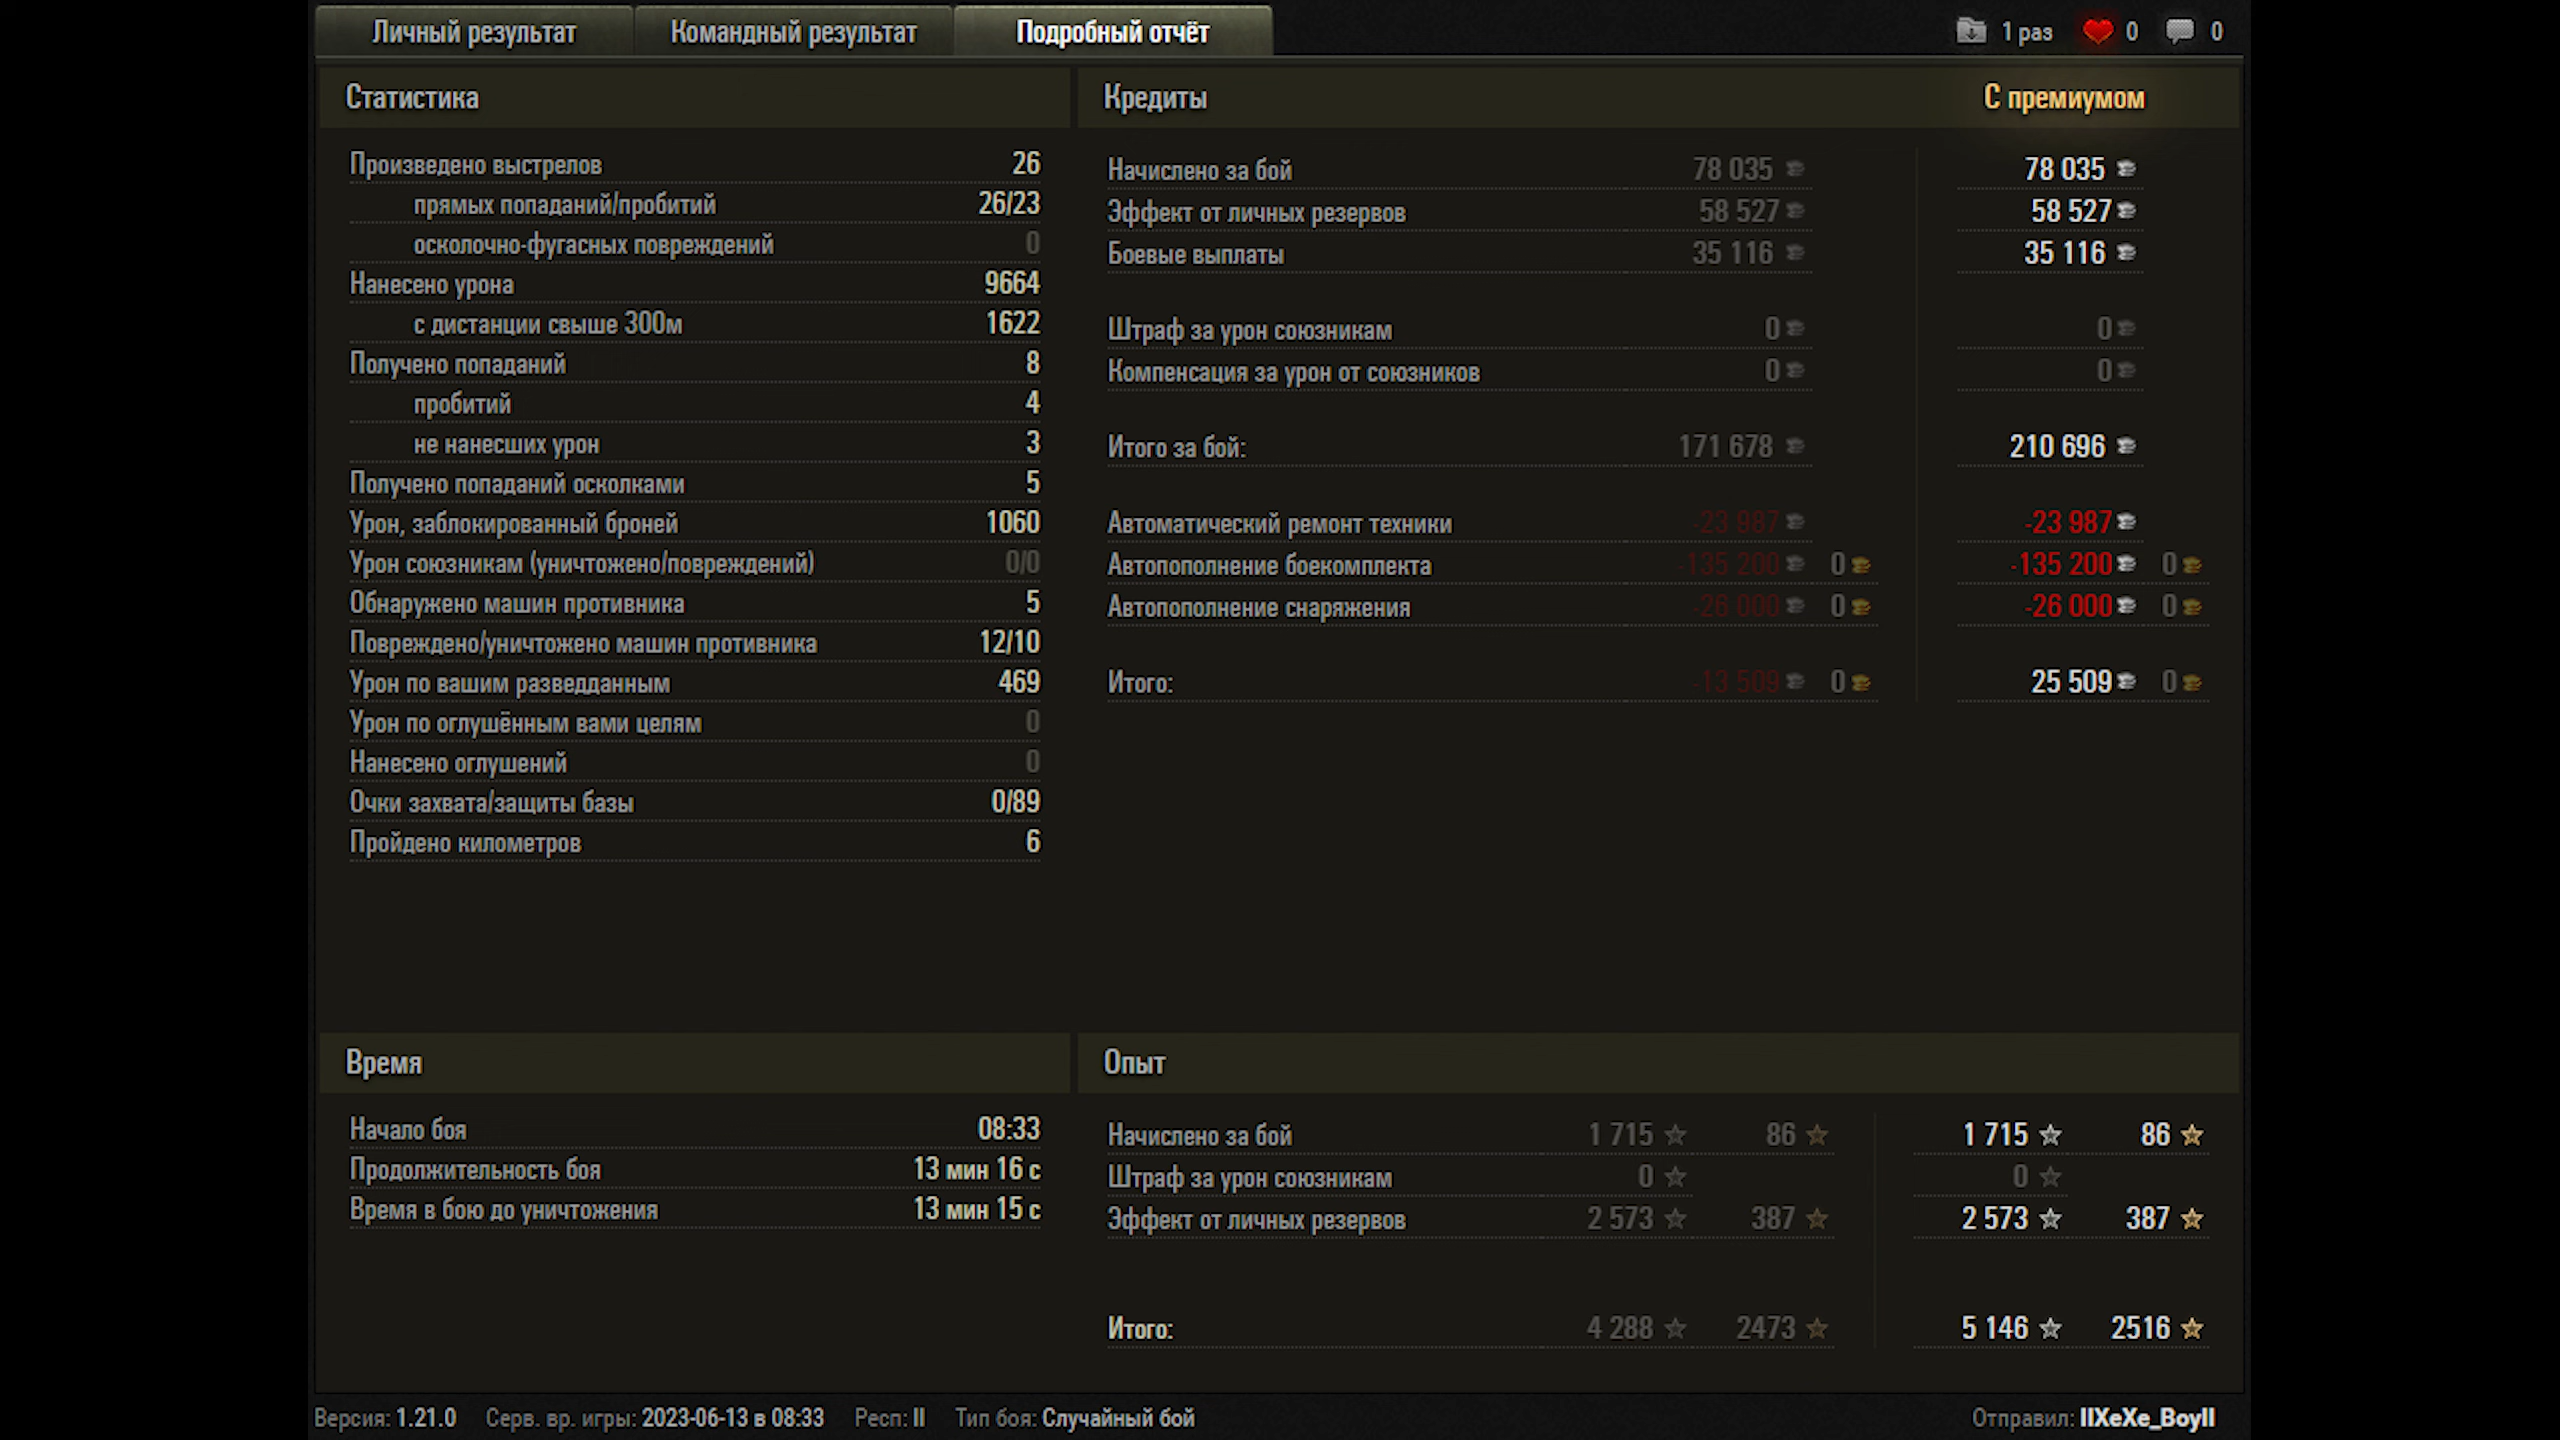 Личный результат Командный результат Подробный отчёт 1 раз 0 0
Статистика
Произведено выстрелов 26
прямых попаданий/пробитий 26/23
осколочно-фугасных повреждений 0
Нанесено урона 9664
с дистанции свыше 300м 1622
Получено попаданий 8
пробитий 4
не нанесших урон 3
Получено попаданий осколками 5
Урон, заблокированный броней 1060
Урон союзникам (уничтожено/повреждений) 0/0
Обнаружено машин противника 5
Повреждено/уничтожено машин противника 12/10
Урон по вашим разведданным 469
Урон по оглушённым вами целям 0
Нанесено оглушений 0
Очки захвата/защиты базы 0/89
Пройдено километров 6
Кредиты С премиумом
Начислено за бой 78 035 78 035
Эффект от личных резервов 58 527 58 527
Боевые выплаты 35 116 35 116
Штраф за урон союзникам 0 0
Компенсация за урон от союзников 0 0
Итого за бой: 171 678 210 696
Автоматический ремонт техники -23 987 -23 987
Автопополнение боекомплекта -135 200 0 -135 200 0
Автопополнение снаряжения -26 000 0 -26 000 0
Итого: -13 509 0 25 509 0
Время
Начало боя 08:33
Продолжительность боя 13 мин 16 с
Время в бою до уничтожения 13 мин 15 с
Опыт
Начислено за бой 1 715 86 1 715 86
Штраф за урон союзникам 0 0
Эффект от личных резервов 2 573 387 2 573 387
Итого: 4 288 2473 5 146 2516
Версия: 1.21.0 Серв. вр. игры: 2023-06-13 в 08:33 Респ: II Тип боя: Случайный бой Отправил: IIXeXe_BoyII